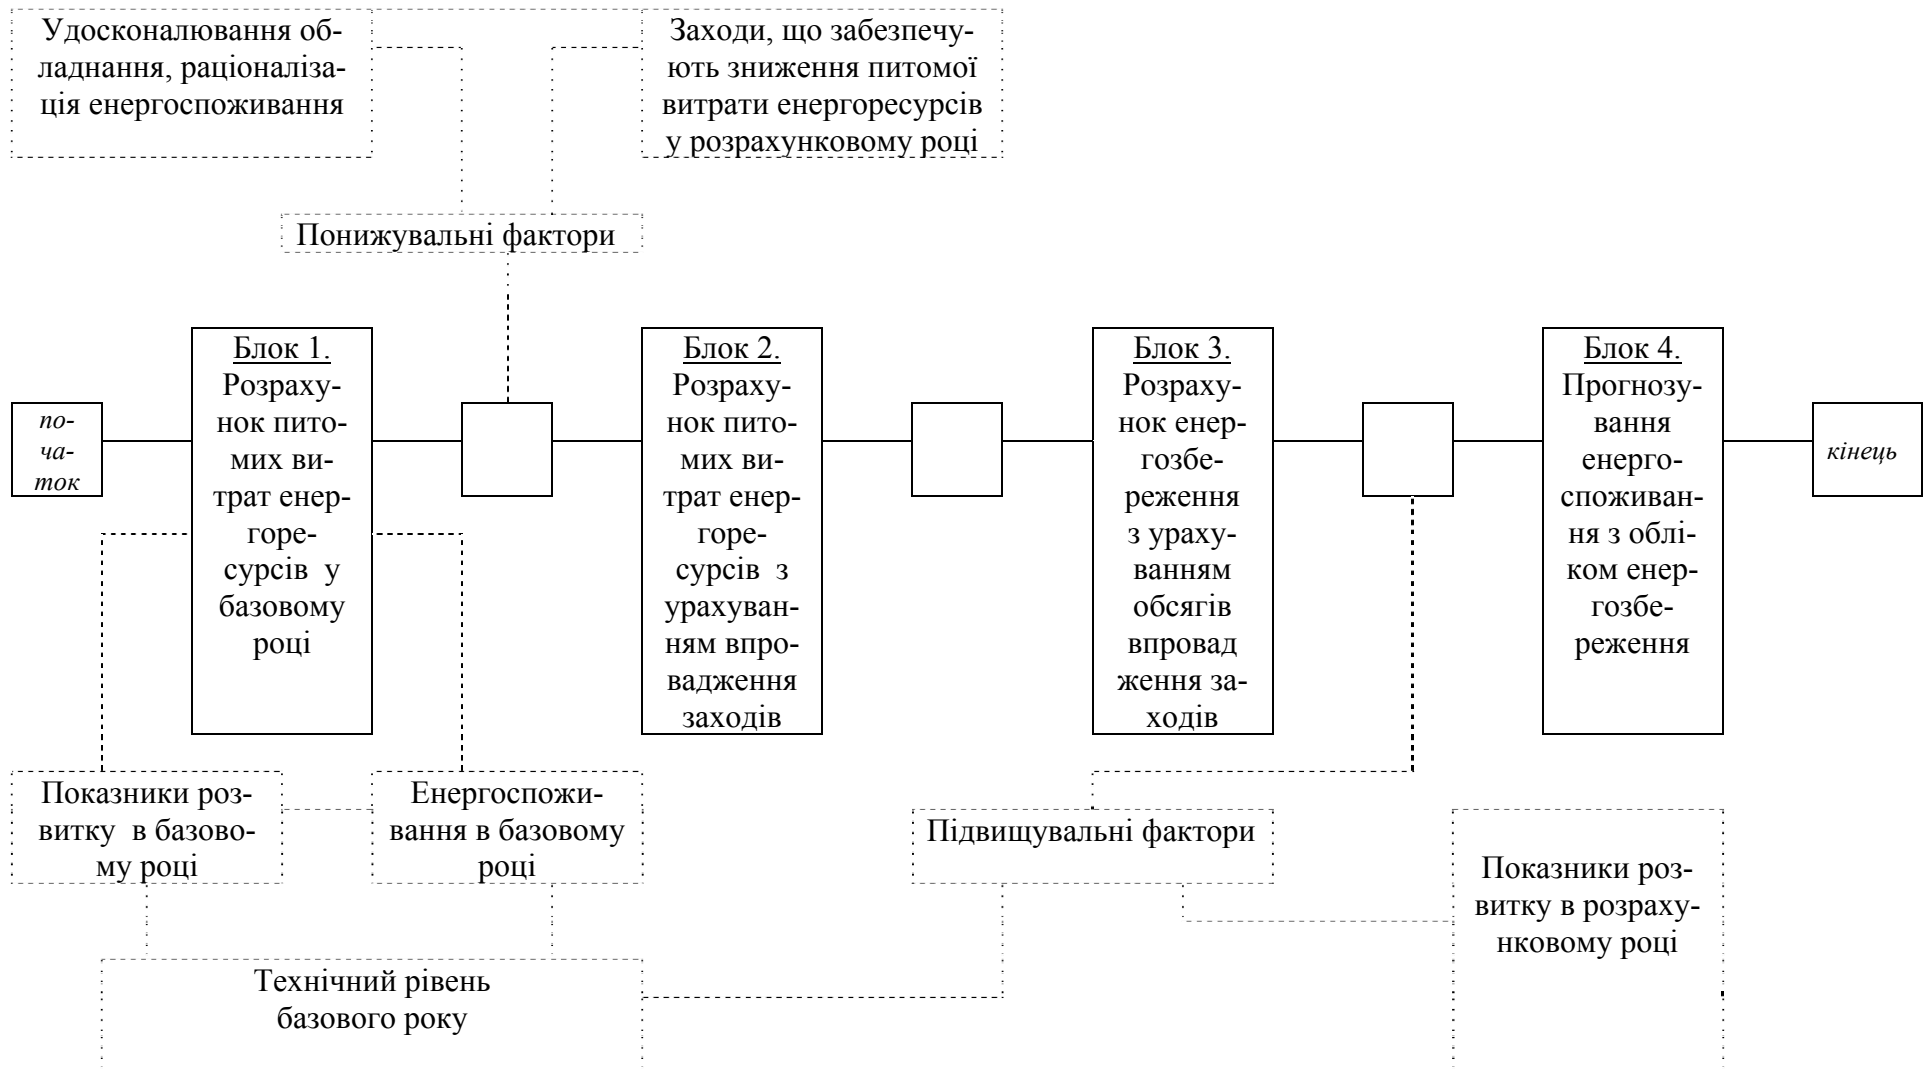 Удосконалювання об-
ладнання, раціоналіза-
ція енергоспоживання
Заходи, що забезпечу-
ють зниження питомої
витрати енергоресурсів
у розрахунковому році
Понижувальні фактори
по-
ча-
ток
Блок 1.
Розраху-
нок пито-
мих ви-
трат енер-
горе-
сурсів у
базовому
році
Блок 2.
Розраху-
нок пито-
мих ви-
трат енер-
горе-
сурсів з
урахуван-
ням впро-
вадження
заходів
Блок 3.
Розраху-
нок енер-
гозбе-
реження
з ураху-
ванням
обсягів
впровад
ження за-
ходів
Блок 4.
Прогнозу-
вання
енерго-
споживан-
ня з облі-
ком енер-
гозбе-
реження
кінець
Показники роз-
витку в базово-
му році
Енергоспожи-
вання в базовому
році
Підвищувальні фактори
Показники роз-
витку в розраху-
нковому році
Технічний рівень
базового року